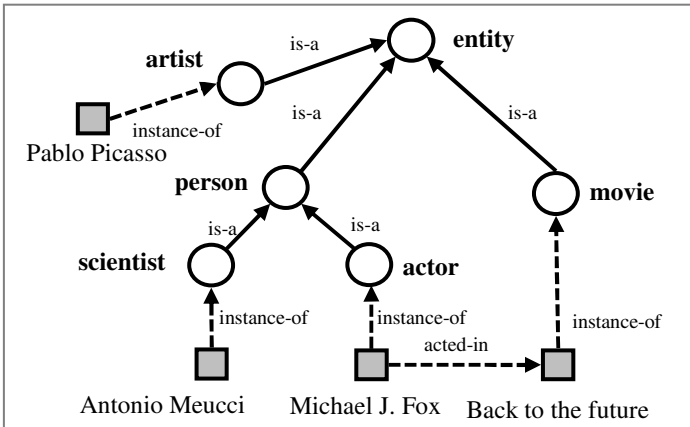 entity
is-a
artist
is-a
is-a
instance-of
Pablo Picasso
person
movie
is-a
is-a
scientist
actor
instance-of
instance-of
instance-of
acted-in
Antonio Meucci
Michael J. Fox
Back to the future